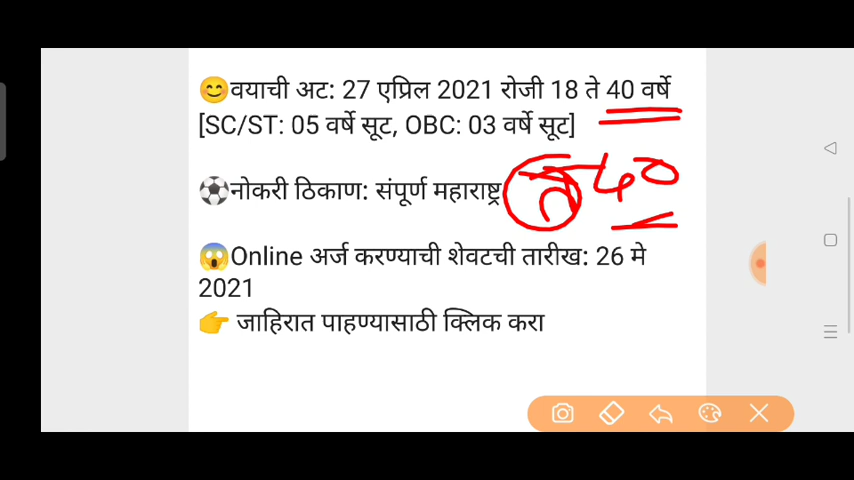 😊वयाची अट: 27 एप्रिल 2021 रोजी 18 ते 40 वर्षे
[SC/ST: 05 वर्षे सूट, OBC: 03 वर्षे सूट]
⚽नोकरी ठिकाण: संपूर्ण महाराष्ट्र
40
😱Online अर्ज करण्याची शेवटची तारीख: 26 मे
2021
👉 जाहिरात पाहण्यासाठी क्लिक करा